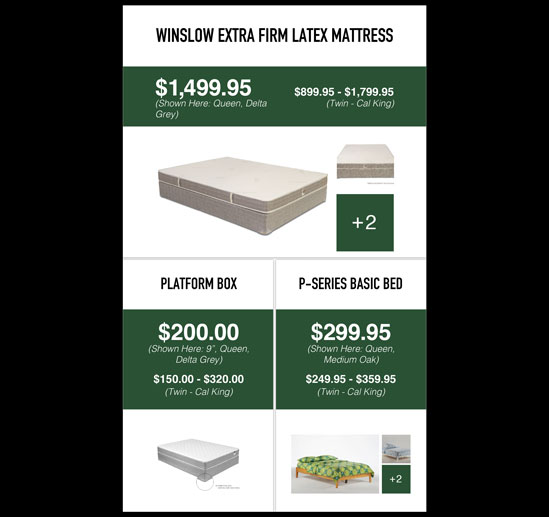 WINSLOW EXTRA FIRM LATEX MATTRESS
$1,499.95
(Shown Here: Queen, Delta
Grey)
$899.95 - $1,799.95
(Twin - Cal King)
+2
PLATFORM BOX
$200.00
(Shown Here: 9”, Queen,
Delta Grey)
$150.00 - $320.00
(Twin - Cal King)
P-SERIES BASIC BED
$299.95
(Shown Here: Queen,
Medium Oak)
$249.95 - $359.95
(Twin - Cal King)
+2